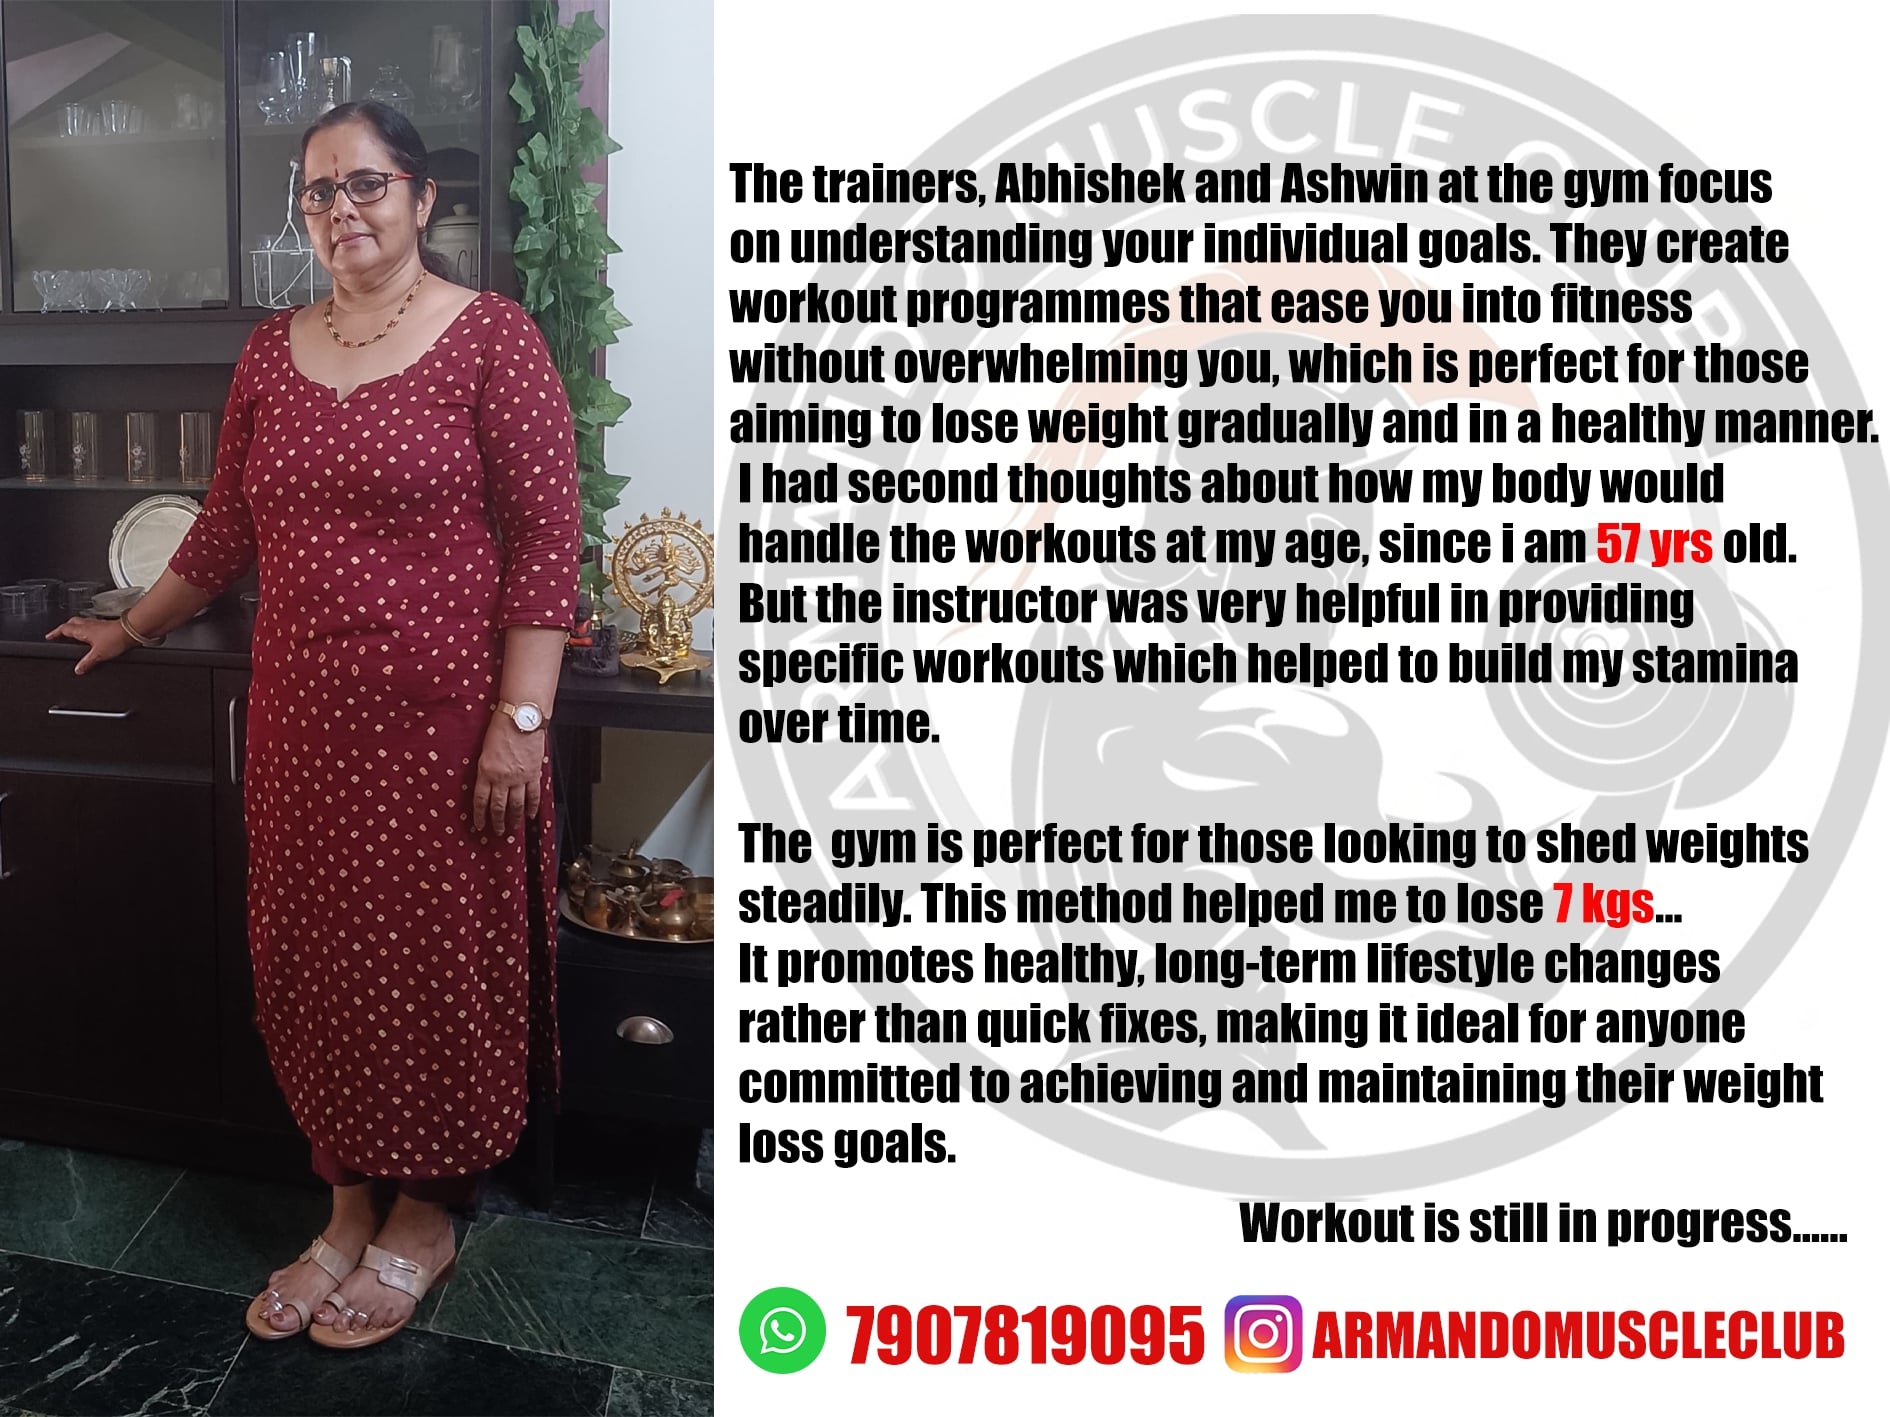 ARMANDO MUSCLE CLUB
The trainers, Abhishek and Ashwin at the gym focus
on understanding your individual goals. They create
workout programmes that ease you into fitness
without overwhelming you, which is perfect for those
aiming to lose weight gradually and in a healthy manner.
I had second thoughts about how my body would
handle the workouts at my age, since i am 57 yrs old.
But the instructor was very helpful in providing
specific workouts which helped to build my stamina
over time.
The gym is perfect for those looking to shed weights
steadily. This method helped me to lose 7 kgs...
It promotes healthy, long-term lifestyle changes
rather than quick fixes, making it ideal for anyone
committed to achieving and maintaining their weight
loss goals.
Workout is still in progress......
7907819095 ARMANDOMUSCLECLUB